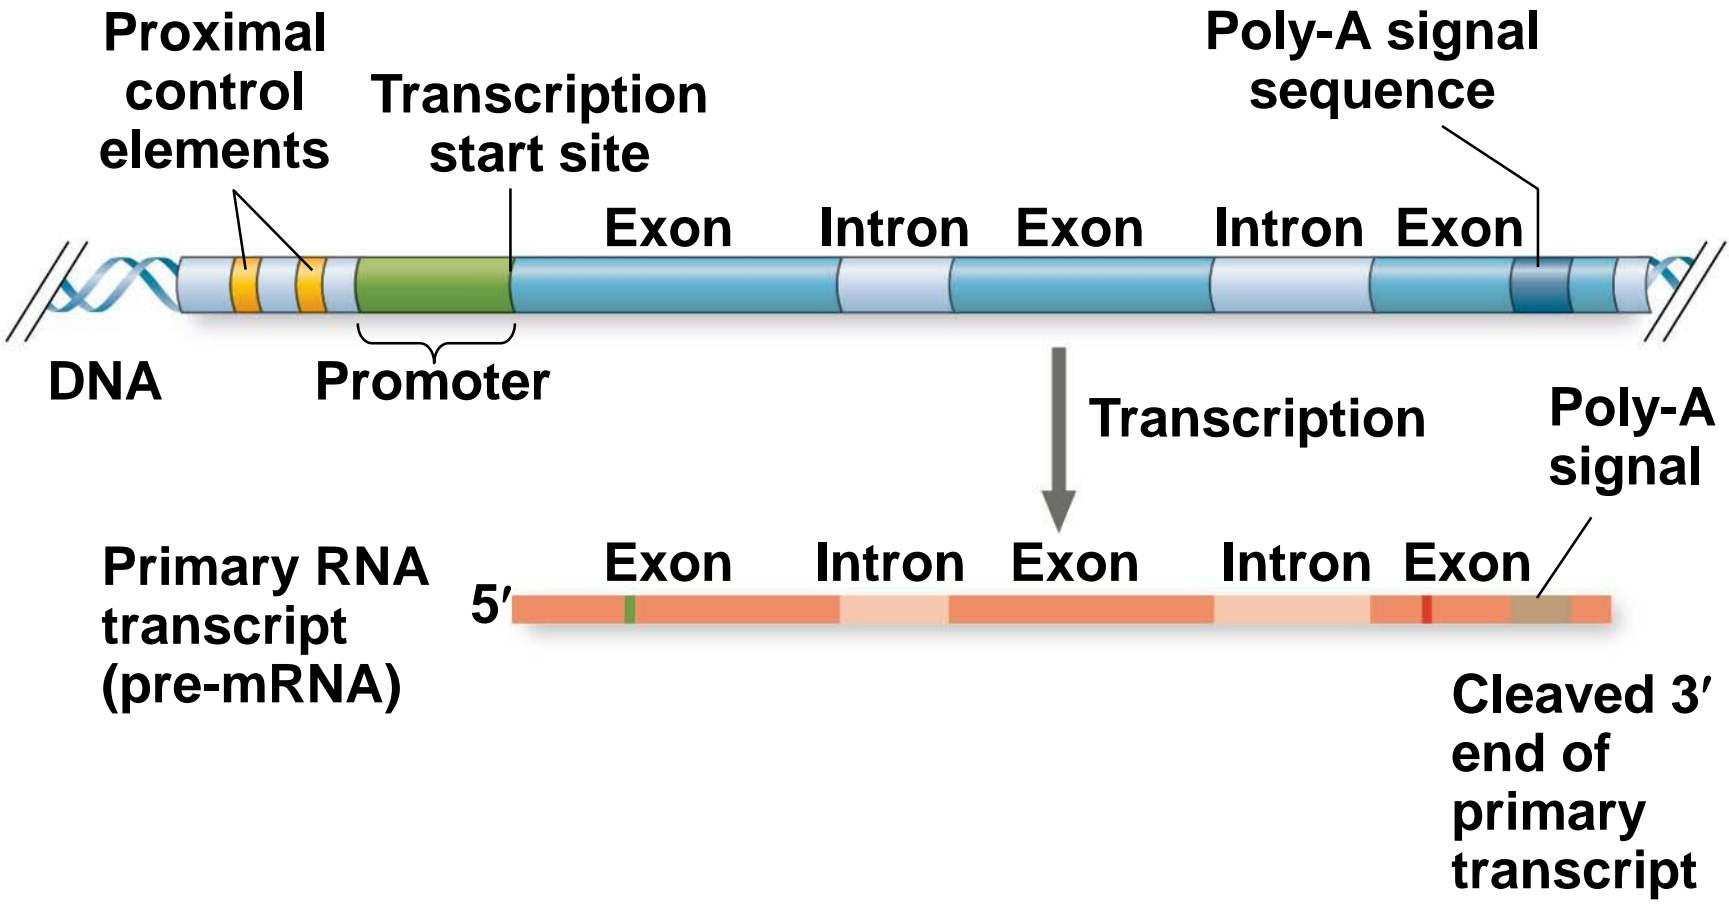 Proximal
control
elements
Transcription
start site
Poly-A signal
sequence
Exon Intron Exon Intron Exon
DNA
Promoter
Transcription
Poly-A
signal
Primary RNA
transcript
(pre-mRNA)
Exon Intron Exon Intron Exon
5′
Cleaved 3′
end of
primary
transcript